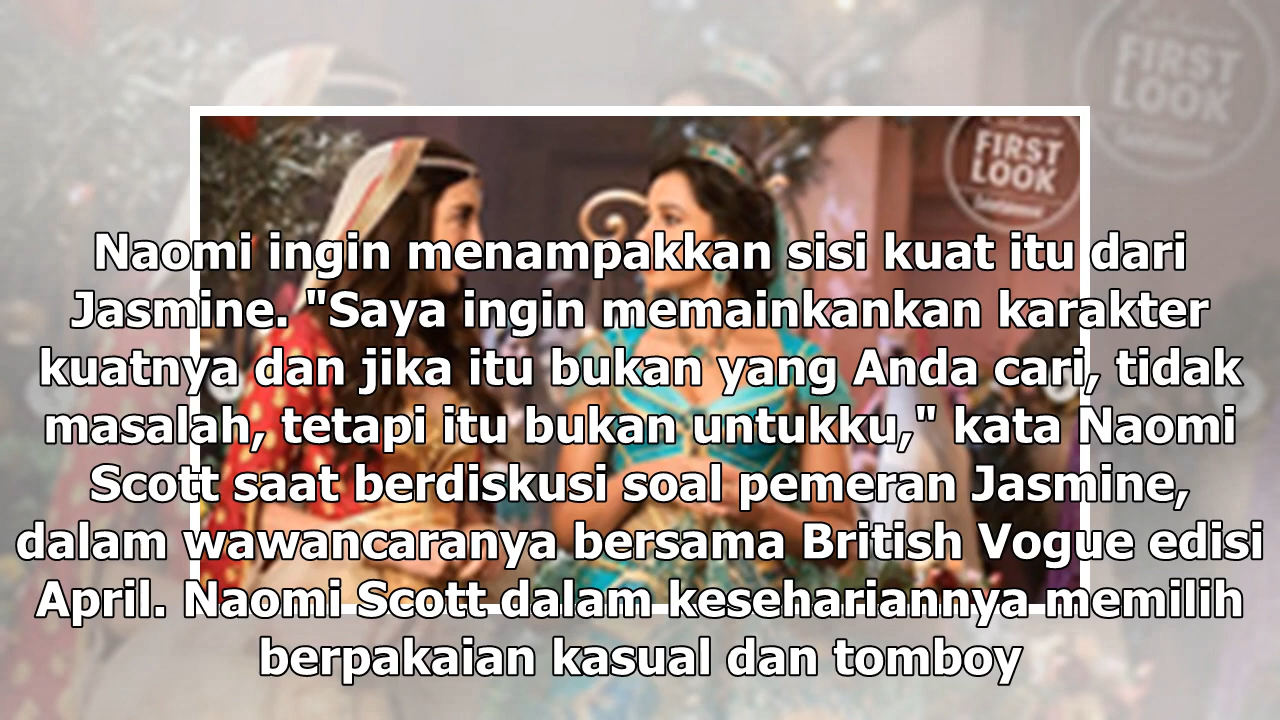 FIRST
LOOK
FIRST
LOOK
Naomi ingin menampakkan sisi kuat itu dari
Jasmine. "Saya ingin memainkankan karakter
kuatnya dan jika itu bukan yang Anda cari, tidak
masalah, tetapi itu bukan untukku," kata Naomi
Scott saat berdiskusi soal pemeran Jasmine,
dalam wawancaranya bersama British Vogue edisi
April. Naomi Scott dalam kesehariannya memilih
berpakaian kasual dan tomboy